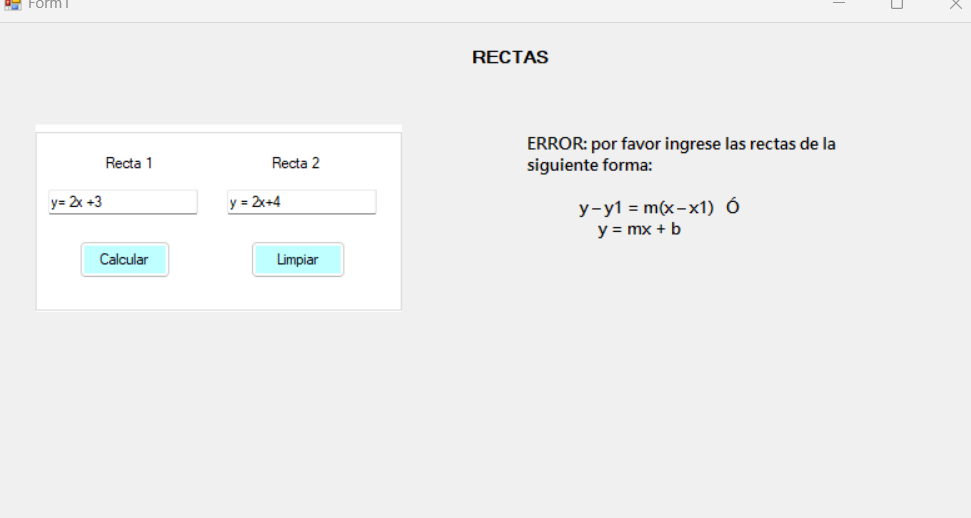 Form1
RECTAS
Recta 1
Recta 2
y= 2x +3
y = 2x+4
Calcular
Limpiar
ERROR: por favor ingrese las rectas de la
siguiente forma:
y – y1 = m(x – x1)   Ó
y = mx + b